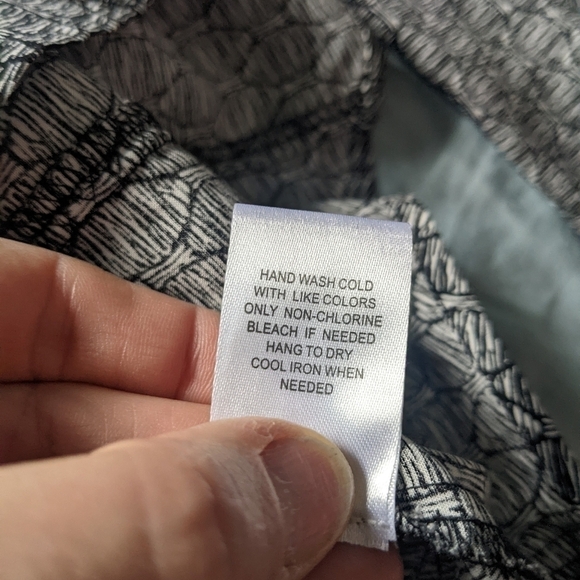 HAND WASH COLD
WITH LIKE COLORS
ONLY NON-CHLORINE
BLEACH IF NEEDED
HANG TO DRY
COOL IRON WHEN
NEEDED